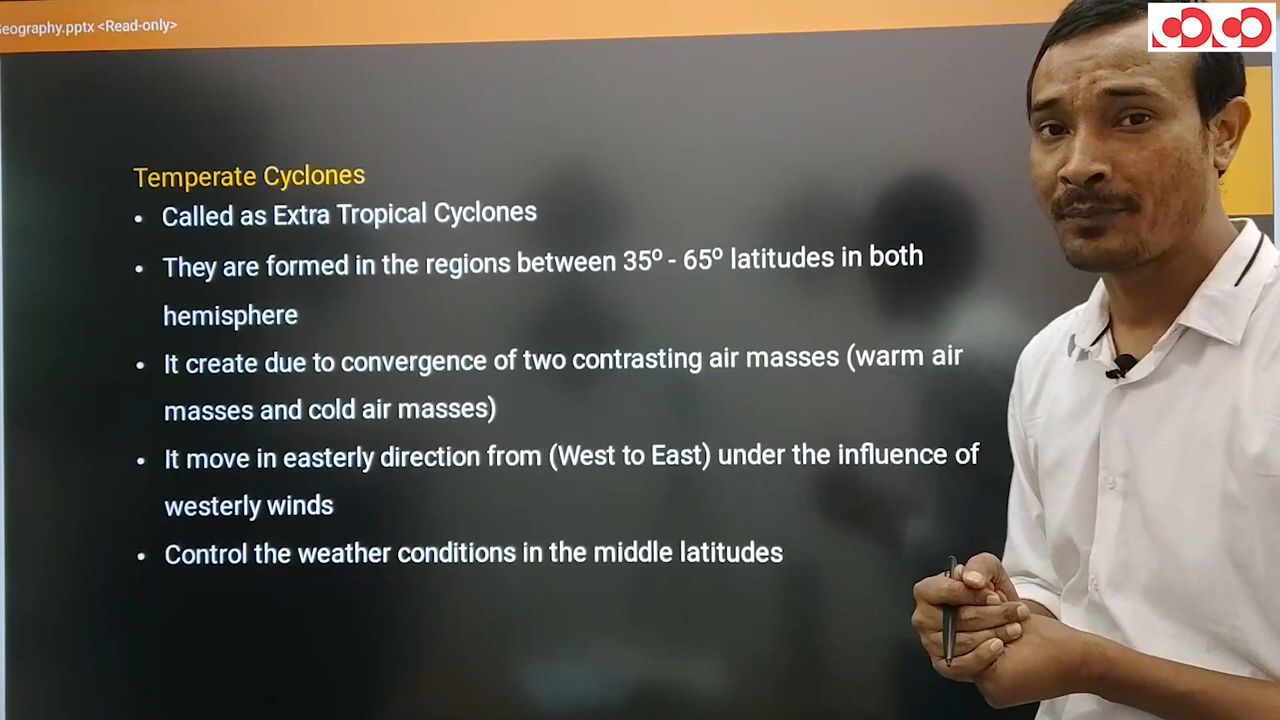 Geography.pptx <Read-only>
Temperate Cyclones
• Called as Extra Tropical Cyclones
• They are formed in the regions between 35⁰ - 65⁰ latitudes in both
hemisphere
• It create due to convergence of two contrasting air masses (warm air
masses and cold air masses)
• It move in easterly direction from (West to East) under the influence of
westerly winds
• Control the weather conditions in the middle latitudes